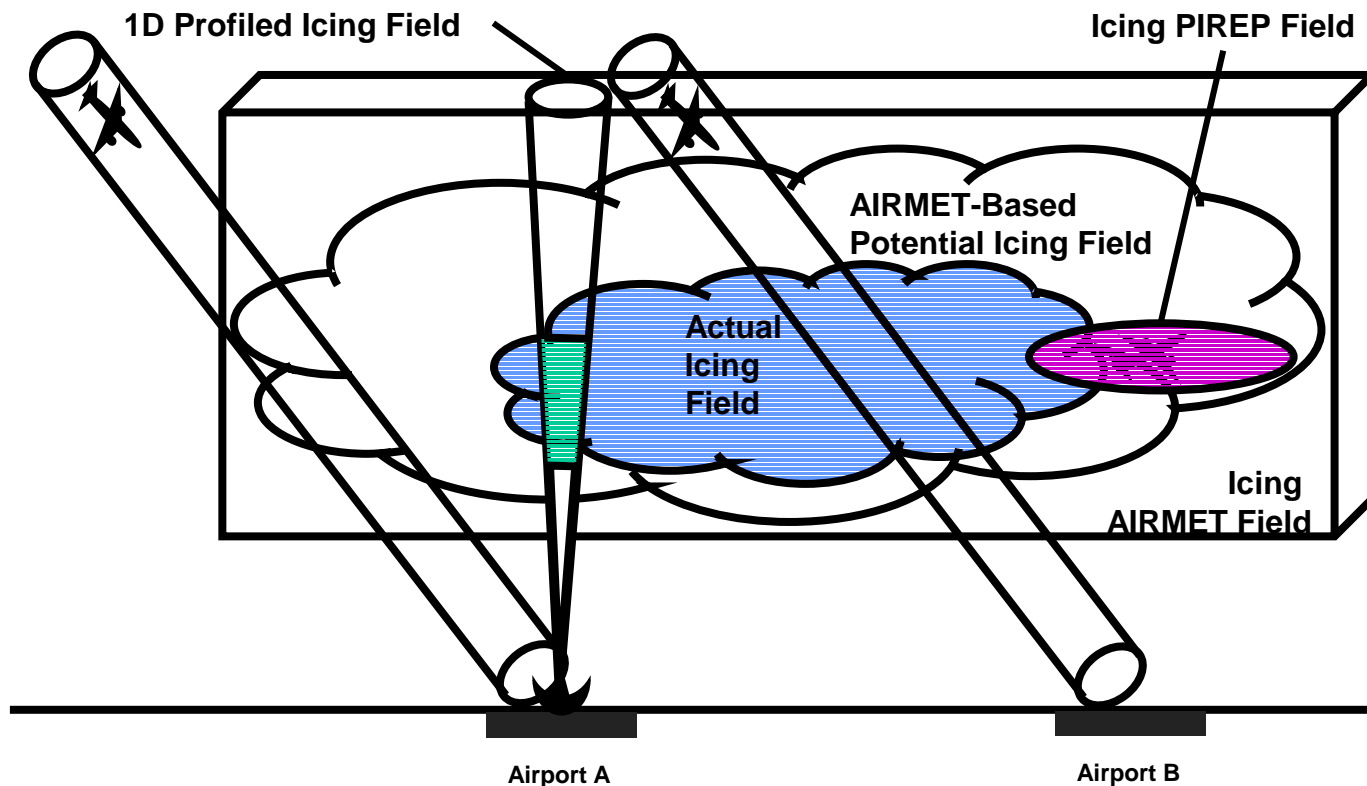 1D Profiled Icing Field
Icing PIREP Field
AIRMET-Based
Potential Icing Field
Actual
Icing
Field
Icing
AIRMET Field
Airport A
Airport B